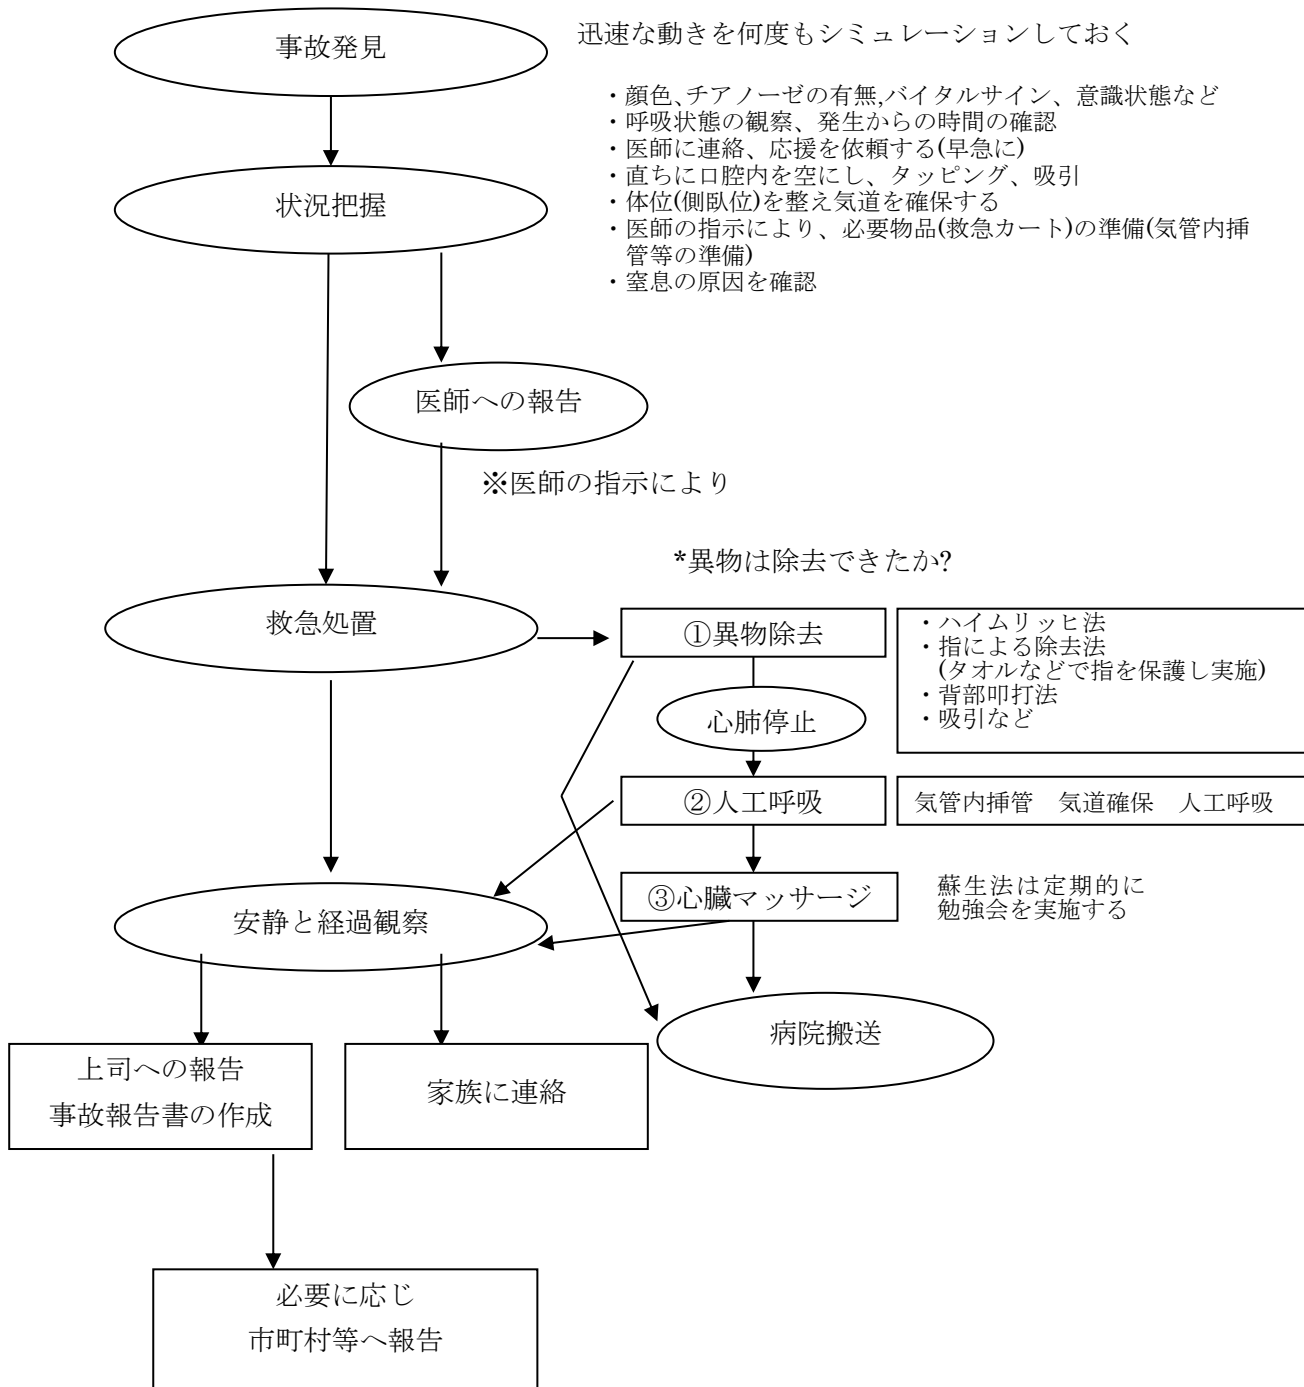 事故発見
迅速な動きを何度もシミュレーションしておく
・顔色、チアノーゼの有無,バイタルサイン、意識状態など
・呼吸状態の観察、発生からの時間の確認
・医師に連絡、応援を依頼する(早急に)
・直ちに口腔内を空にし、タッピング、吸引
・体位(側臥位)を整え気道を確保する
・医師の指示により、必要物品(救急カート)の準備(気管内挿
管等の準備)
・窒息の原因を確認
状況把握
医師への報告
※医師の指示により
*異物は除去できたか?
救急処置
①異物除去
・ハイムリッヒ法
・指による除去法
(タオルなどで指を保護し実施)
・背部叩打法
・吸引など
心肺停止
②人工呼吸
気管内挿管　気道確保　人工呼吸
③心臓マッサージ
蘇生法は定期的に
勉強会を実施する
安静と経過観察
病院搬送
上司への報告
事故報告書の作成
家族に連絡
必要に応じ
市町村等へ報告